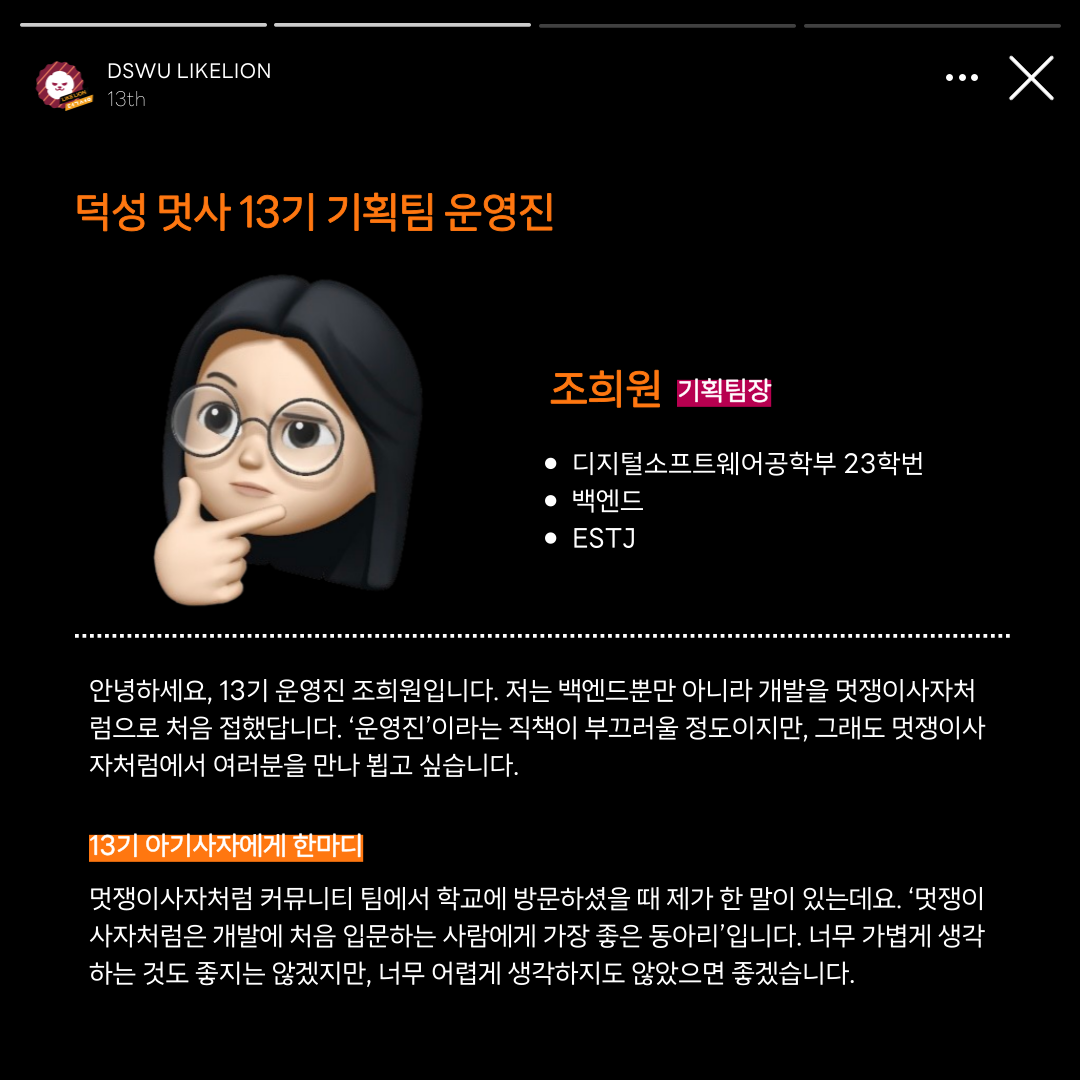 DSWU LIKELION
13th
덕성 멋사 13기 기획팀 운영진
조희원 기획팀장
디지털소프트웨어공학부 23학번
백엔드
ESTJ
안녕하세요, 13기 운영진 조희원입니다. 저는 백엔드뿐만 아니라 개발을 멋쟁이사자처
럼으로 처음 접했답니다. ‘운영진’이라는 직책이 부끄러울 정도이지만, 그래도 멋쟁이사
자처럼에서 여러분을 만나 뵙고 싶습니다.
13기 아기사자에게 한마디
멋쟁이사자처럼 커뮤니티 팀에서 학교에 방문하셨을 때 제가 한 말이 있는데요. ‘멋쟁이
사자처럼은 개발에 처음 입문하는 사람에게 가장 좋은 동아리’입니다. 너무 가볍게 생각
하는 것도 좋지는 않겠지만, 너무 어렵게 생각하지도 않았으면 좋겠습니다.